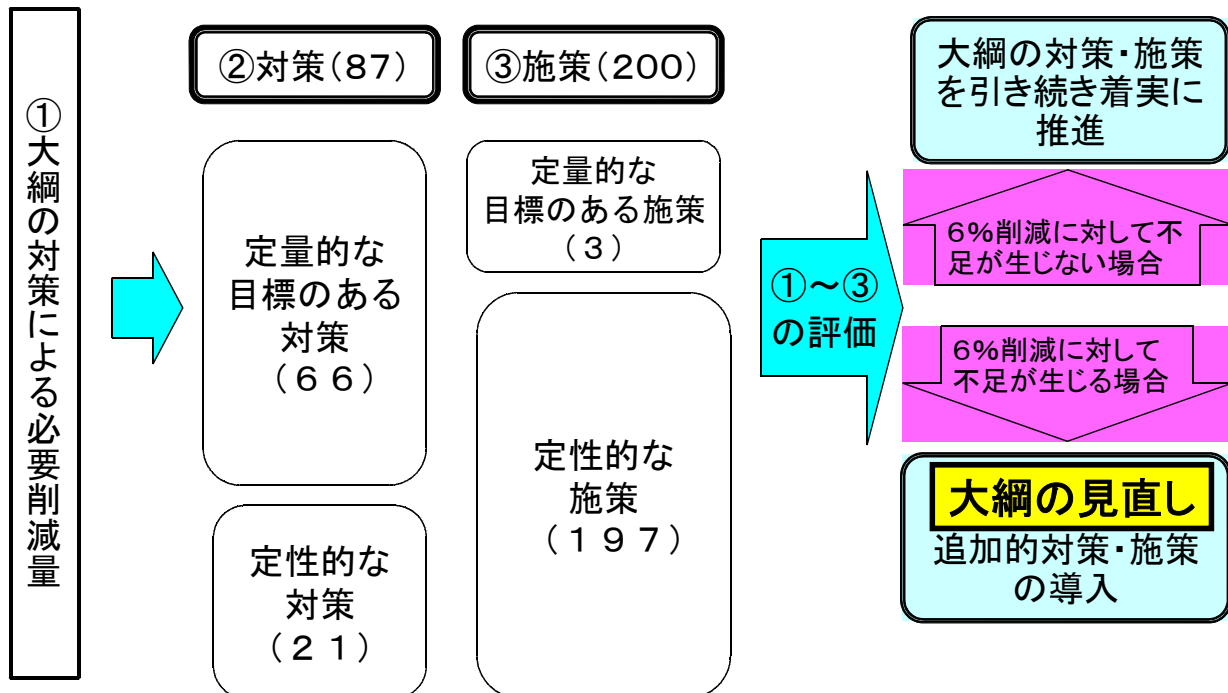 ①大綱の対策による必要削減量
②対策(87)
定量的な
目標のある
対策
(66)
定性的な
対策
(21)
③施策(200)
定量的な
目標のある施策
(3)
定性的な
施策
(197)
①～③
の評価
大綱の対策・施策
を引き続き着実に
推進
6%削減に対して不
足が生じない場合
6%削減に対して
不足が生じる場合
大綱の見直し
追加的対策・施策
の導入